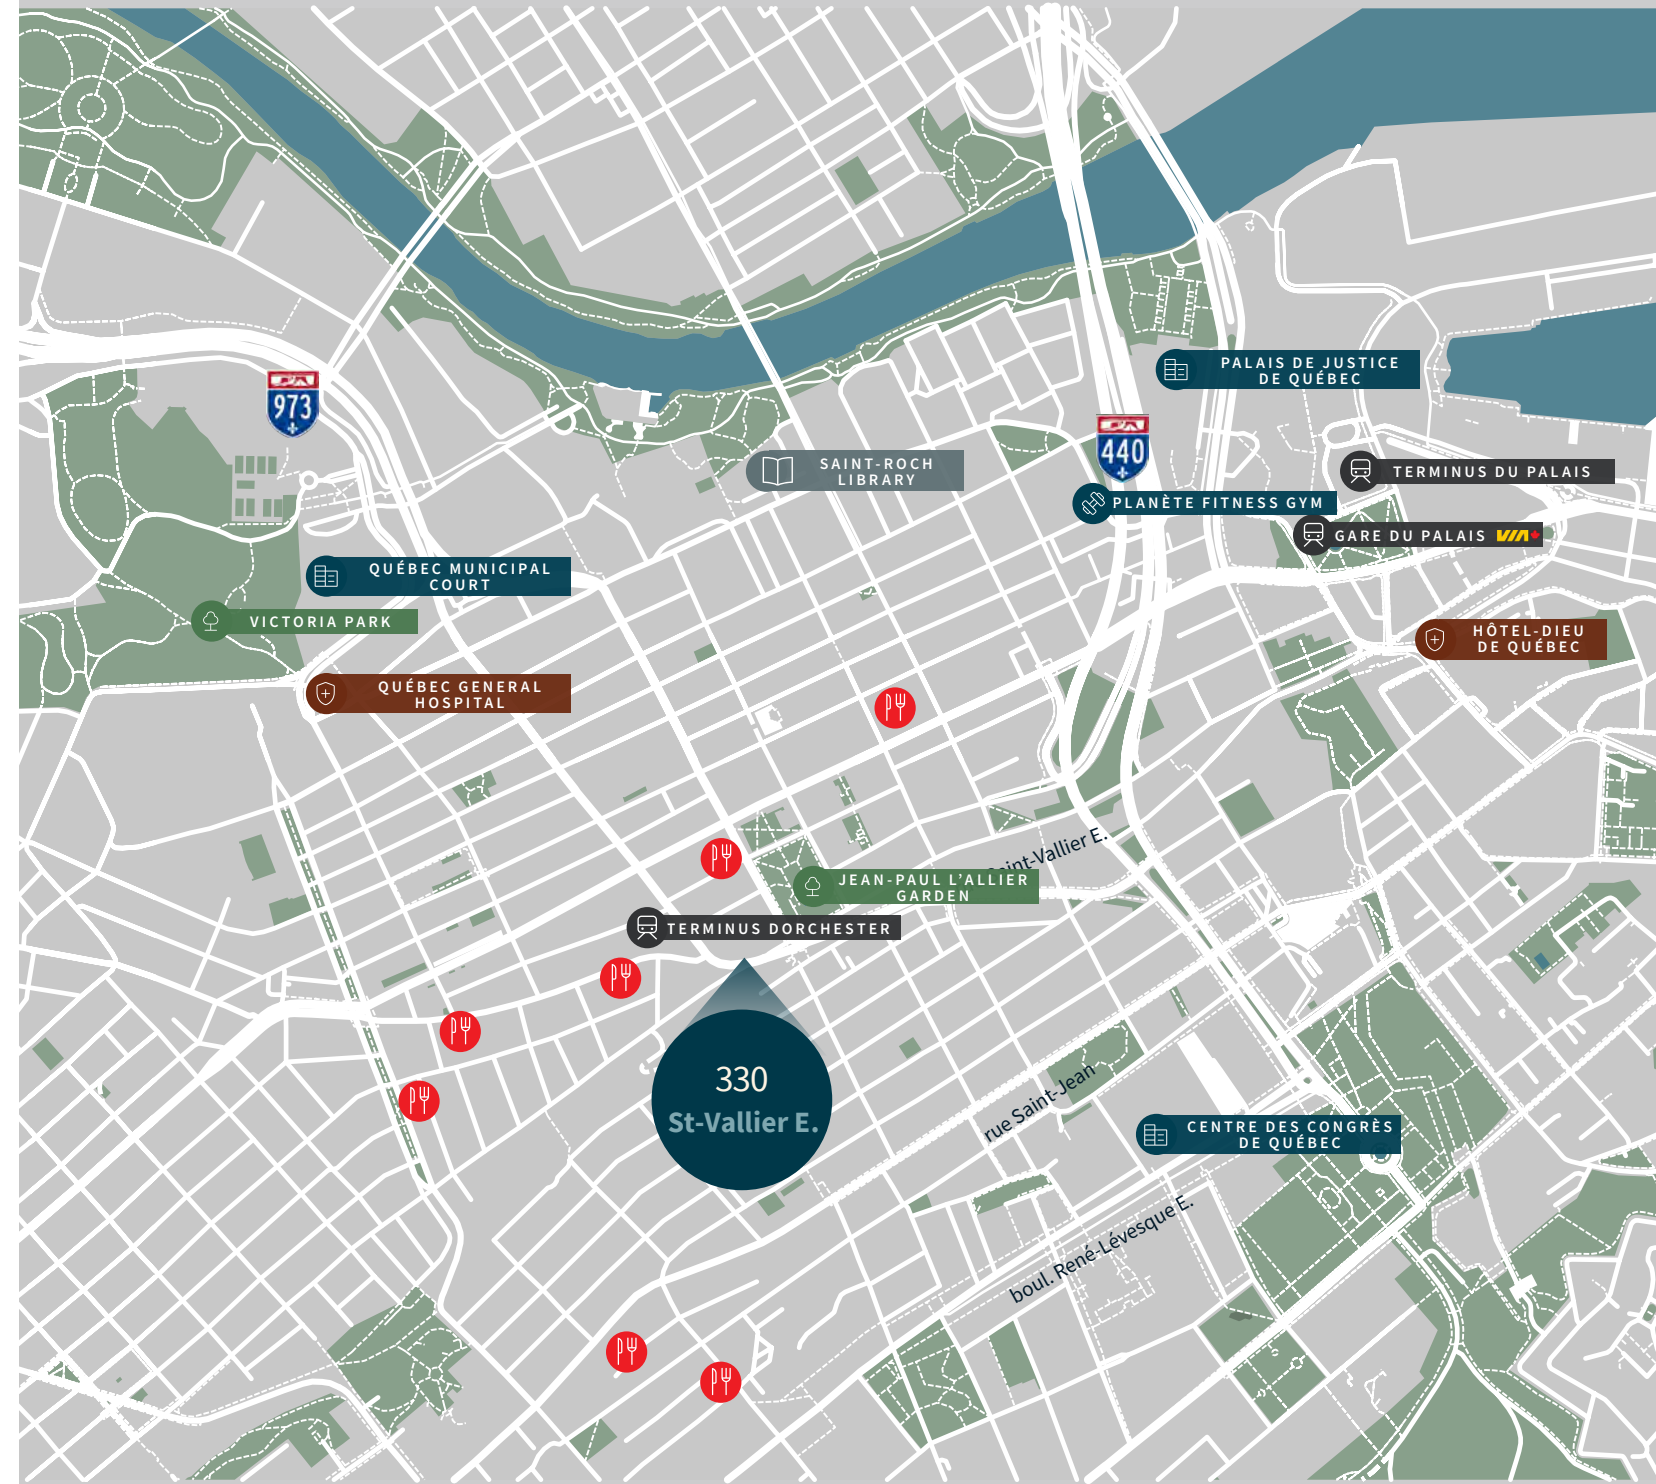 PALAIS DE JUSTICE
DE QUÉBEC
973
440
SAINT-ROCH
LIBRARY
TERMINUS DU PALAIS
PLANÈTE FITNESS GYM
GARE DU PALAIS VIA
QUÉBEC MUNICIPAL
COURT
VICTORIA PARK
HÔTEL-DIEU
DE QUÉBEC
QUÉBEC GENERAL
HOSPITAL
Saint-Vallier E.
JEAN-PAUL L’ALLIER
GARDEN
TERMINUS DORCHESTER
330
St-Vallier E.
rue Saint-Jean
CENTRE DES CONGRÈS
DE QUÉBEC
boul. René-Lévesque E.